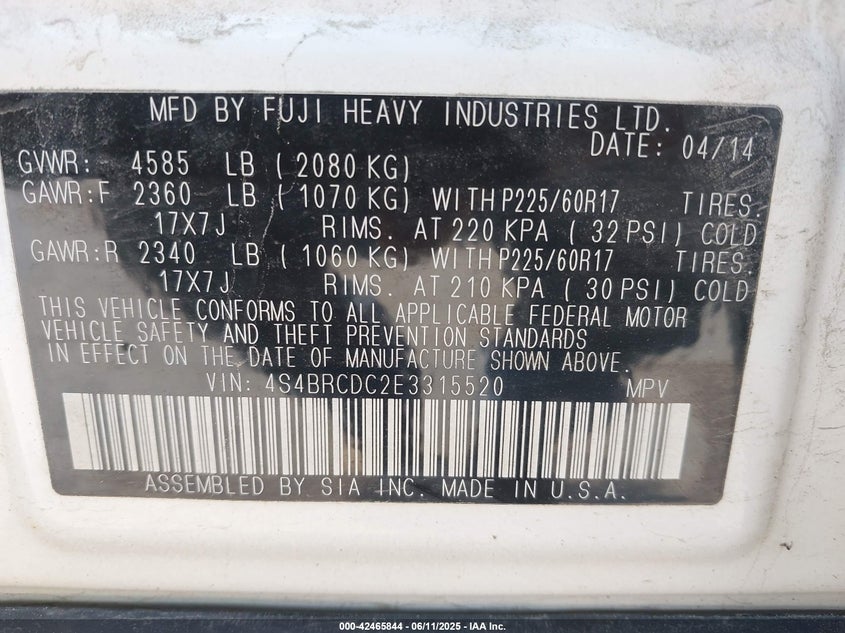 MFD BY FUJI HEAVY INDUSTRIES LTD.
DATE: 04/14
GVWR: 4585 LB ( 2080 KG)
GAWR:F 2360 LB ( 1070 KG) WITH P225/60R17 TIRES.
17X7J RIMS. AT 220 KPA ( 32 PSI) COLD
GAWR:R 2340 LB ( 1060 KG) WITH P225/60R17 TIRES.
17X7J RIMS. AT 210 KPA ( 30 PSI) COLD
THIS VEHICLE CONFORMS TO ALL APPLICABLE FEDERAL MOTOR
VEHICLE SAFETY AND THEFT PREVENTION STANDARDS
IN EFFECT ON THE DATE OF MANUFACTURE SHOWN ABOVE.
VIN: 4S4BRCDC2E3315520 MPV
ASSEMBLED BY SIA INC. MADE IN U.S.A.
000-42465844 - 06/11/2025 - IAA Inc.